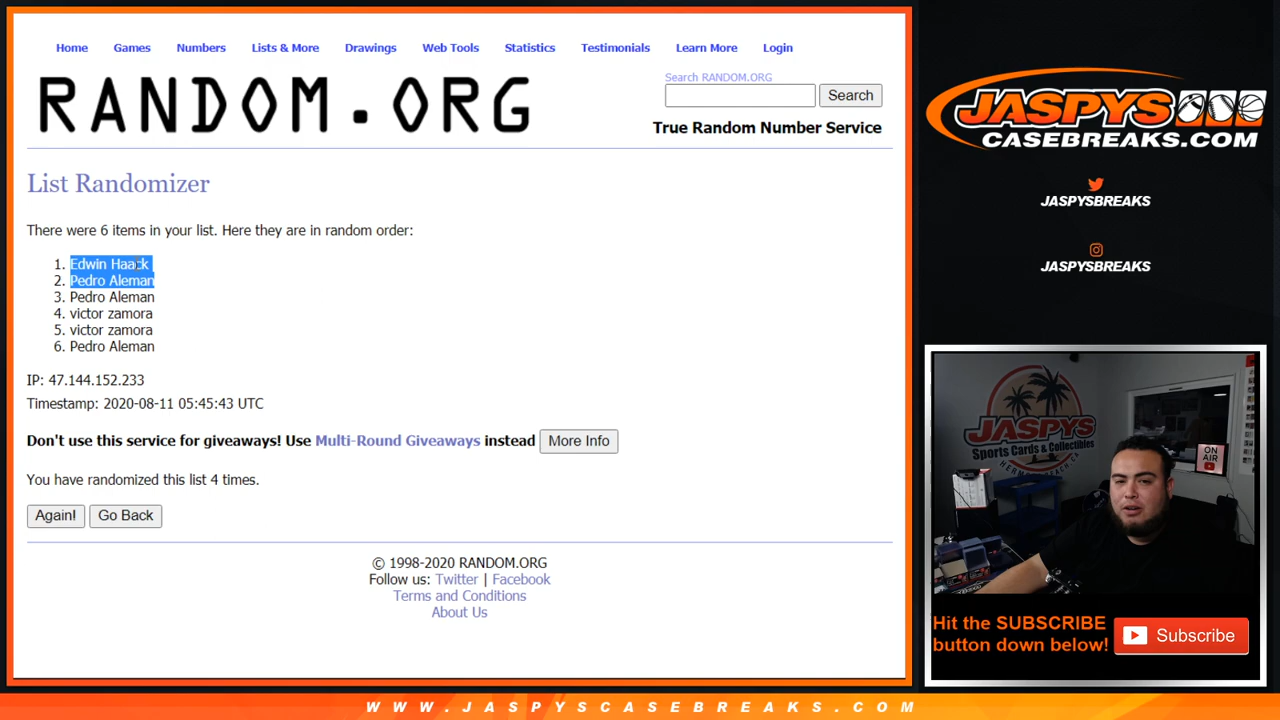 Home Games Numbers Lists & More Drawings Web Tools Statistics Testimonials Learn More Login
RANDOM.ORG
Search RANDOM.ORG
Search
True Random Number Service
List Randomizer
There were 6 items in your list. Here they are in random order:
1. Edwin Haack
2. Pedro Aleman
3. Pedro Aleman
4. victor zamora
5. victor zamora
6. Pedro Aleman
IP: 47.144.152.233
Timestamp: 2020-08-11 05:45:43 UTC
Don't use this service for giveaways! Use Multi-Round Giveaways instead More Info
You have randomized this list 4 times.
Again! Go Back
© 1998-2020 RANDOM.ORG
Follow us: Twitter | Facebook
Terms and Conditions
About Us
JASPYS
CASEBREAKS.COM
JASPYSBREAKS
JASPYSBREAKS
JASPYS
Sports Cards & Collectibles
ON
AIR
Hit the SUBSCRIBE
button down below!
Subscribe
WWW.JASPYSCASEBREAKS.COM